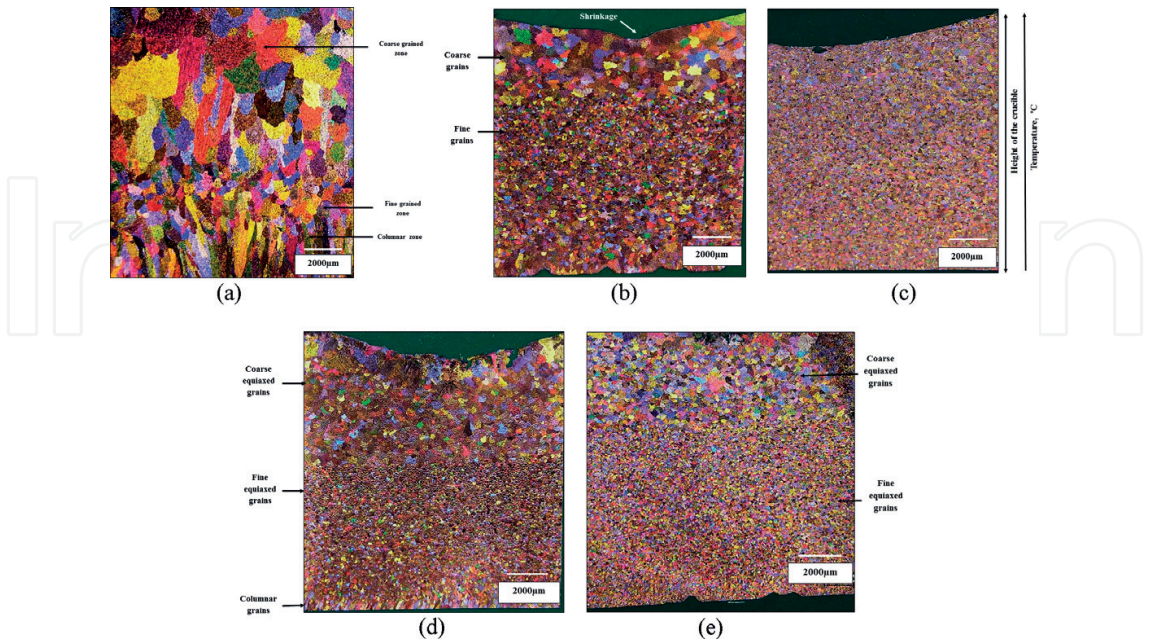 Coarse grained
zone
Fine grained
zone
Columnar zone
2000µm
(a)
Shrinkage
Coarse
grains
Fine
grains
2000µm
(b)
2000µm
Height of the crucible
Temperature, °C
(c)
Coarse
equiaxed
grains
Fine
equiaxed
grains
Columnar
grains
2000µm
(d)
Coarse
equiaxed
grains
Fine
equiaxed
grains
2000µm
(e)